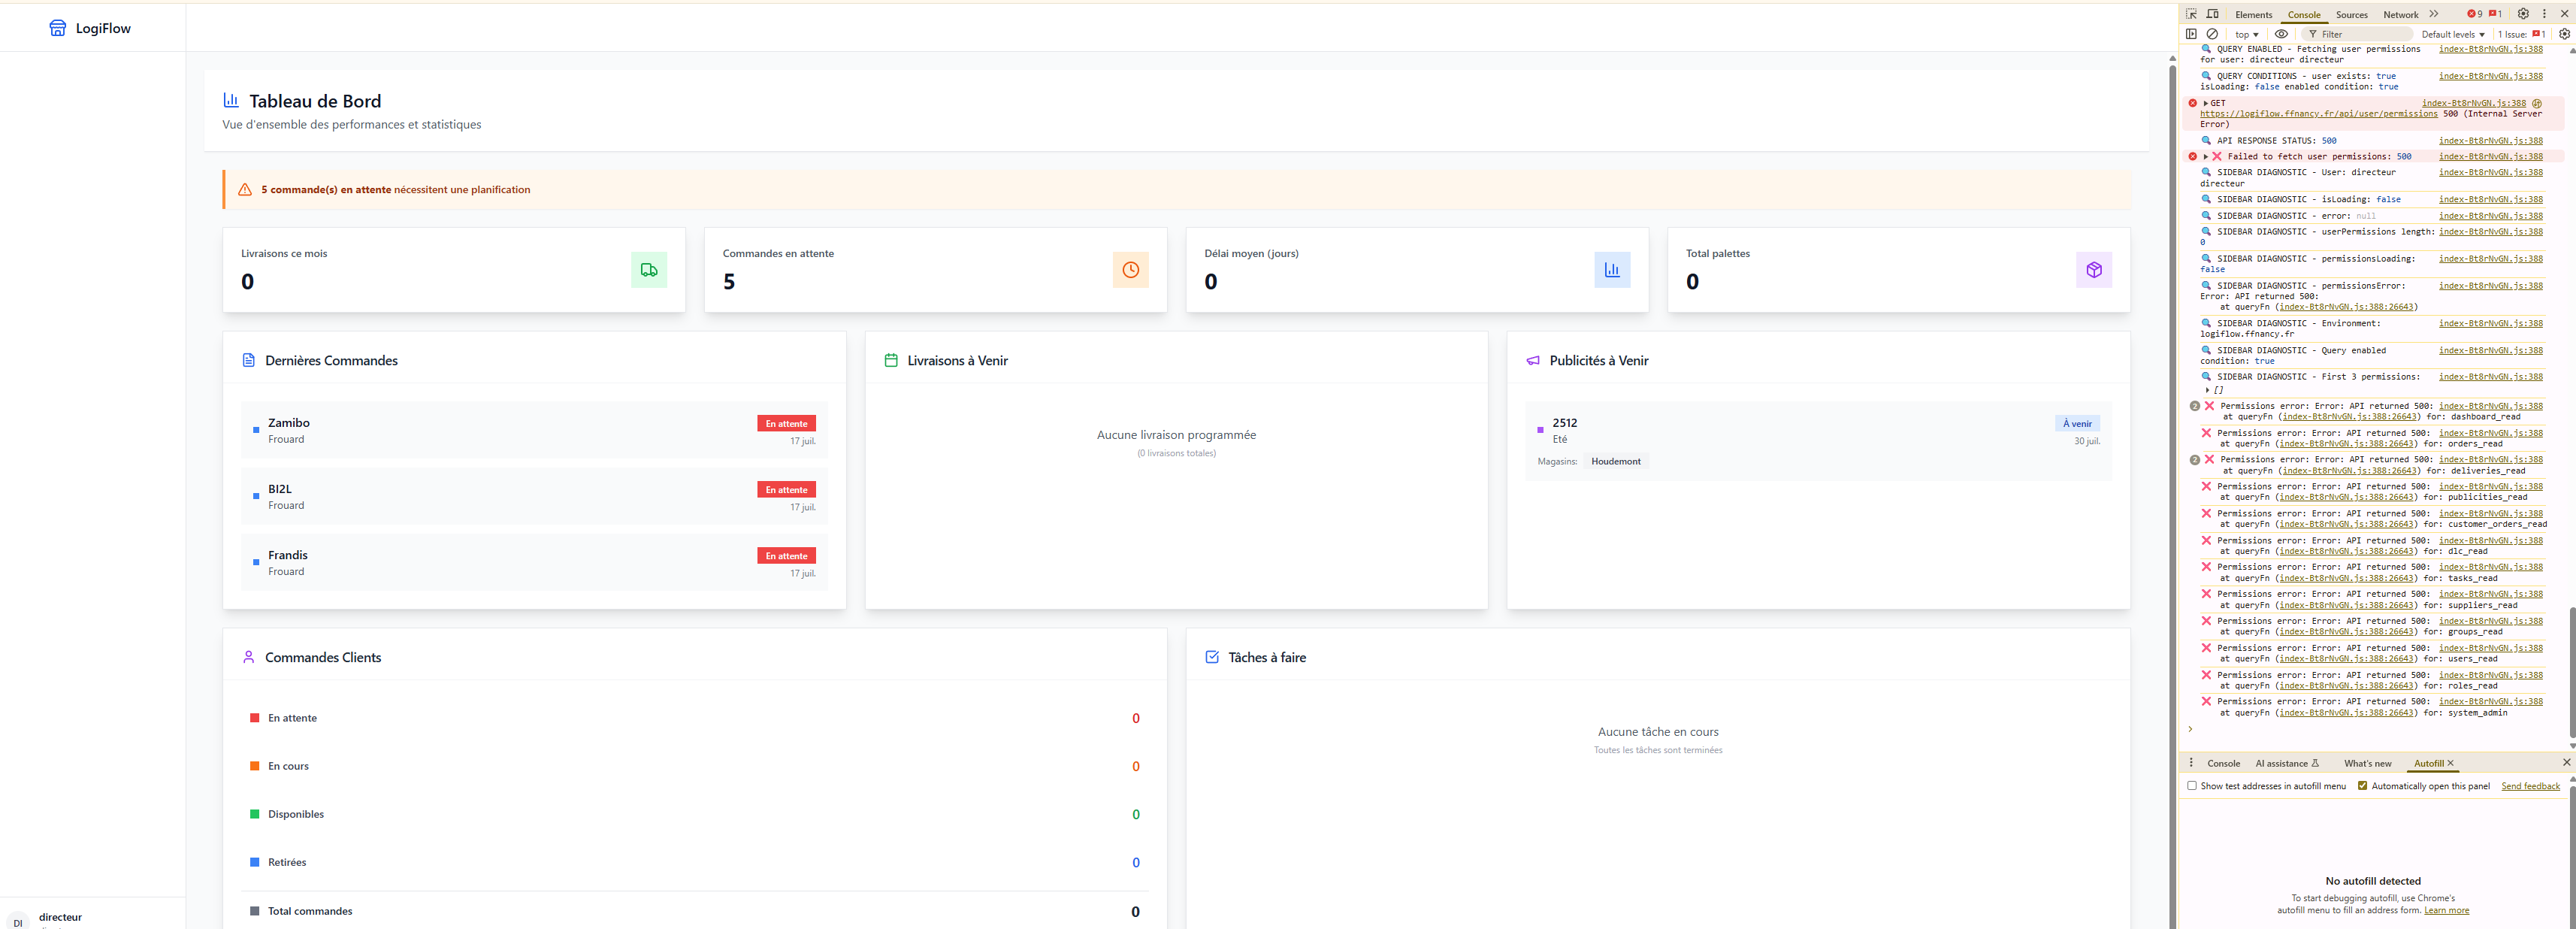 LogiFlow
Tableau de Bord
Vue d'ensemble des performances et statistiques
5 commande(s) en attente nécessitent une planification
Livraisons ce mois
0
Commandes en attente
5
Délai moyen (jours)
0
Total palettes
0
Dernières Commandes
Zamibo
Frouard
En attente
17 juil.
BI2L
Frouard
En attente
17 juil.
Frandis
Frouard
En attente
17 juil.
Livraisons à Venir
Aucune livraison programmée
(0 livraisons totales)
Publicités à Venir
2512
Eté
À venir
30 juil.
Magasins: Houdemont
Commandes Clients
En attente 0
En cours 0
Disponibles 0
Retirées 0
Total commandes 0
Tâches à faire
Aucune tâche en cours
Toutes les tâches sont terminées
DI
directeur
Elements Console Sources Network 9 1
top Filter Default levels 1 Issue: 1
QUERY ENABLED - Fetching user permissions index-Bt8rNvGN.js:388
for user: directeur directeur
QUERY CONDITIONS - user exists: true index-Bt8rNvGN.js:388
isLoading: false enabled condition: true
GET index-Bt8rNvGN.js:388
https://logiflow.ffnancy.fr/api/user/permissions 500 (Internal Server
Error)
API RESPONSE STATUS: 500 index-Bt8rNvGN.js:388
Failed to fetch user permissions: 500 index-Bt8rNvGN.js:388
SIDEBAR DIAGNOSTIC - User: directeur index-Bt8rNvGN.js:388
directeur
SIDEBAR DIAGNOSTIC - isLoading: false index-Bt8rNvGN.js:388
SIDEBAR DIAGNOSTIC - error: null index-Bt8rNvGN.js:388
SIDEBAR DIAGNOSTIC - userPermissions length: index-Bt8rNvGN.js:388
0
SIDEBAR DIAGNOSTIC - permissionsLoading: index-Bt8rNvGN.js:388
false
SIDEBAR DIAGNOSTIC - permissionsError: index-Bt8rNvGN.js:388
Error: API returned 500:
at queryFn (index-Bt8rNvGN.js:388:26643)
SIDEBAR DIAGNOSTIC - Environment: index-Bt8rNvGN.js:388
logiflow.ffnancy.fr
SIDEBAR DIAGNOSTIC - Query enabled index-Bt8rNvGN.js:388
condition: true
SIDEBAR DIAGNOSTIC - First 3 permissions: index-Bt8rNvGN.js:388
[]
2 Permissions error: Error: API returned 500: index-Bt8rNvGN.js:388
at queryFn (index-Bt8rNvGN.js:388:26643) for: dashboard_read
Permissions error: Error: API returned 500: index-Bt8rNvGN.js:388
at queryFn (index-Bt8rNvGN.js:388:26643) for: orders_read
2 Permissions error: Error: API returned 500: index-Bt8rNvGN.js:388
at queryFn (index-Bt8rNvGN.js:388:26643) for: deliveries_read
Permissions error: Error: API returned 500: index-Bt8rNvGN.js:388
at queryFn (index-Bt8rNvGN.js:388:26643) for: publicities_read
Permissions error: Error: API returned 500: index-Bt8rNvGN.js:388
at queryFn (index-Bt8rNvGN.js:388:26643) for: customer_orders_read
Permissions error: Error: API returned 500: index-Bt8rNvGN.js:388
at queryFn (index-Bt8rNvGN.js:388:26643) for: dlc_read
Permissions error: Error: API returned 500: index-Bt8rNvGN.js:388
at queryFn (index-Bt8rNvGN.js:388:26643) for: tasks_read
Permissions error: Error: API returned 500: index-Bt8rNvGN.js:388
at queryFn (index-Bt8rNvGN.js:388:26643) for: suppliers_read
Permissions error: Error: API returned 500: index-Bt8rNvGN.js:388
at queryFn (index-Bt8rNvGN.js:388:26643) for: groups_read
Permissions error: Error: API returned 500: index-Bt8rNvGN.js:388
at queryFn (index-Bt8rNvGN.js:388:26643) for: users_read
Permissions error: Error: API returned 500: index-Bt8rNvGN.js:388
at queryFn (index-Bt8rNvGN.js:388:26643) for: roles_read
Permissions error: Error: API returned 500: index-Bt8rNvGN.js:388
at queryFn (index-Bt8rNvGN.js:388:26643) for: system_admin
Console AI assistance What's new Autofill
Show test addresses in autofill menu Automatically open this panel Send feedback
No autofill detected
To start debugging autofill, use Chrome's
autofill menu to fill an address form. Learn more